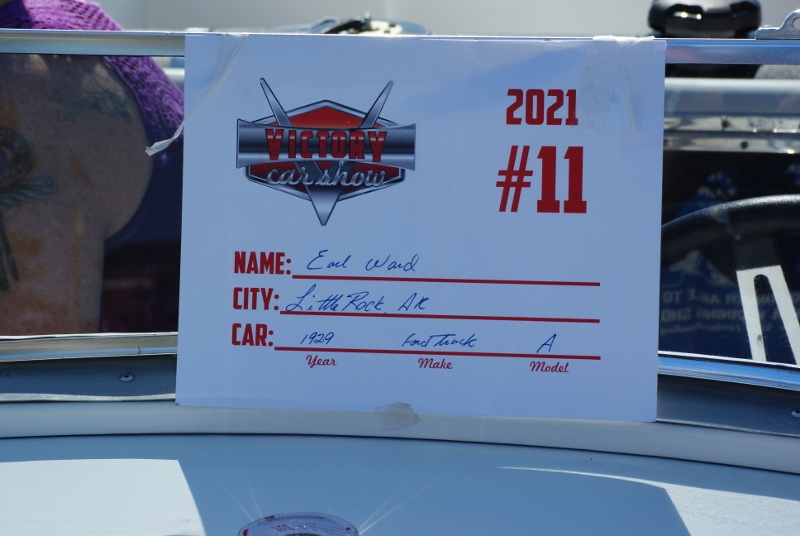 VICTORY
car show
2021
#11
NAME: Earl Ward
CITY: Little Rock, AR
CAR: 1929 Ford Truck A
Year Make Model